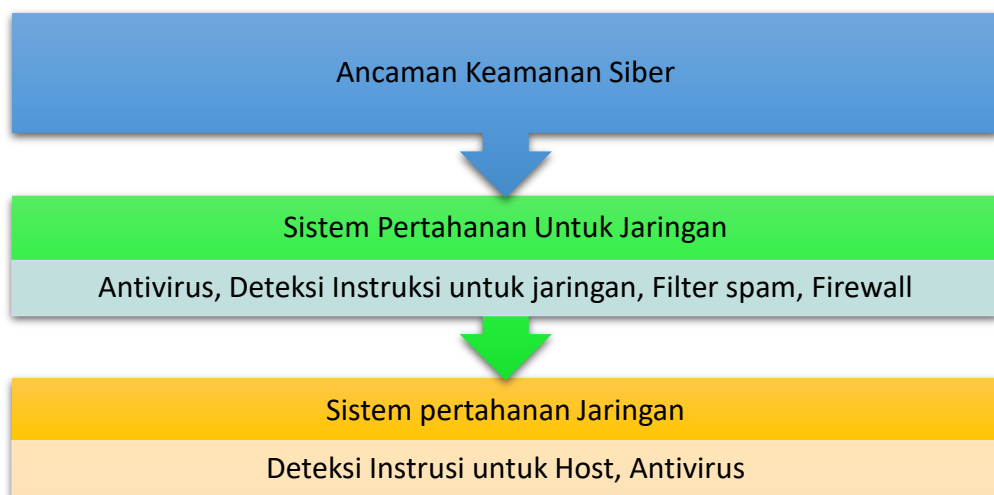 Ancaman Keamanan Siber
Sistem Pertahanan Untuk Jaringan
Antivirus, Deteksi Instruksi untuk jaringan, Filter spam, Firewall
Sistem pertahanan Jaringan
Deteksi Instrusi untuk Host, Antivirus